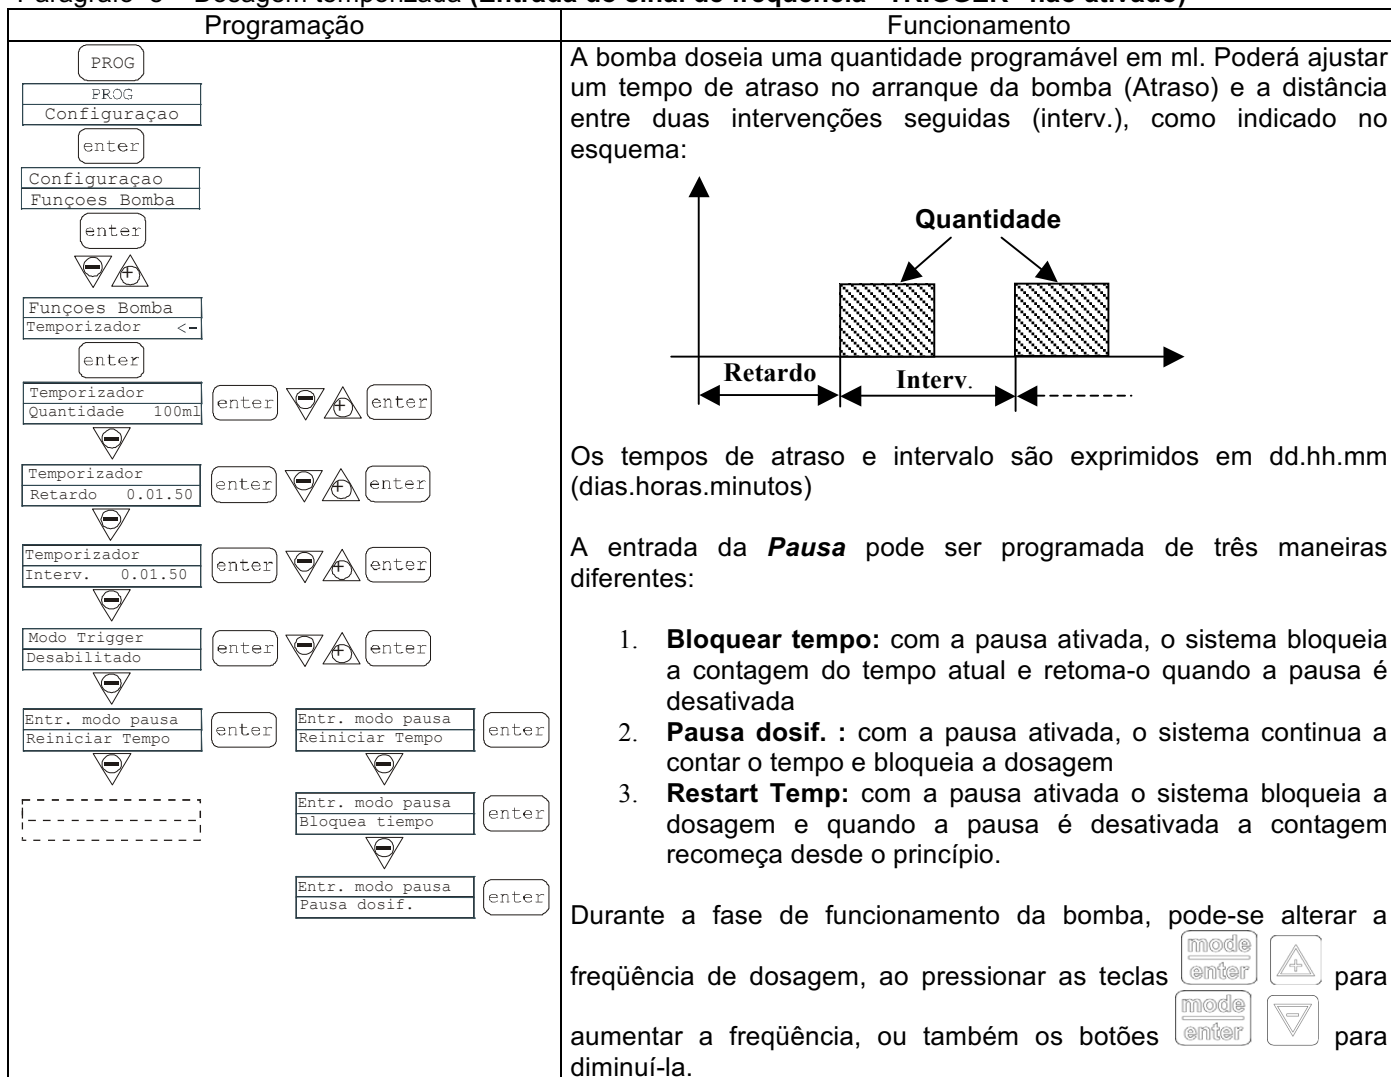 Parágrafo
Dosagem temporizada (Entrada do sinal de freqüência "TRIGGER" não ativado)
Programação
PROG
PROG
Configuraçao
enter
Configuraçao
Funçoes Bomba
enter
Funçoes Bomba
Temporizador <-
enter
Temporizador
Quantidade 100ml
enter enter
Temporizador
Retardo 0.01.50
enter enter
Temporizador
Interv. 0.01.50
enter enter
Modo Trigger
Desabilitado
enter enter
Entr. modo pausa
Reiniciar Tempo
enter
Entr. modo pausa
Reiniciar Tempo
enter
Entr. modo pausa
Bloquea tiempo
enter
Entr. modo pausa
Pausa dosif.
enter
Funcionamento
A bomba doseia uma quantidade programável em ml. Poderá ajustar
um tempo de atraso no arranque da bomba (Atraso) e a distância
entre duas intervenções seguidas (interv.), como indicado no
esquema:
Quantidade
Retardo
Interv.
Os tempos de atraso e intervalo são exprimidos em dd.hh.mm
(dias.horas.minutos)
A entrada da Pausa pode ser programada de três maneiras
diferentes:
1. Bloquear tempo: com a pausa ativada, o sistema bloqueia
a contagem do tempo atual e retoma-o quando a pausa é
desativada
2. Pausa dosif. : com a pausa ativada, o sistema continua a
contar o tempo e bloqueia a dosagem
3. Restart Temp: com a pausa ativada o sistema bloqueia a
dosagem e quando a pausa é desativada a contagem
recomeça desde o princípio.
Durante a fase de funcionamento da bomba, pode-se alterar a
freqüência de dosagem, ao pressionar as teclas mode enter para
aumentar a freqüência, ou também os botões mode enter para
diminuí-la.